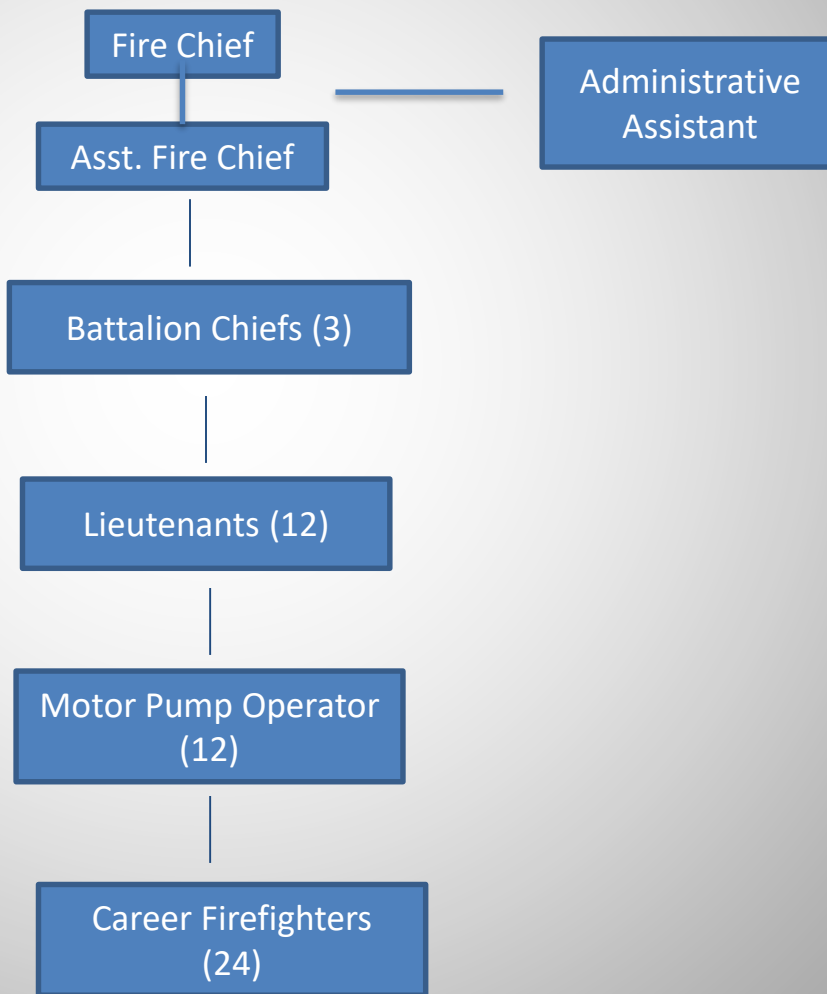 Fire Chief
Administrative
Assistant
Asst. Fire Chief
Battalion Chiefs (3)
Lieutenants (12)
Motor Pump Operator
(12)
Career Firefighters
(24)